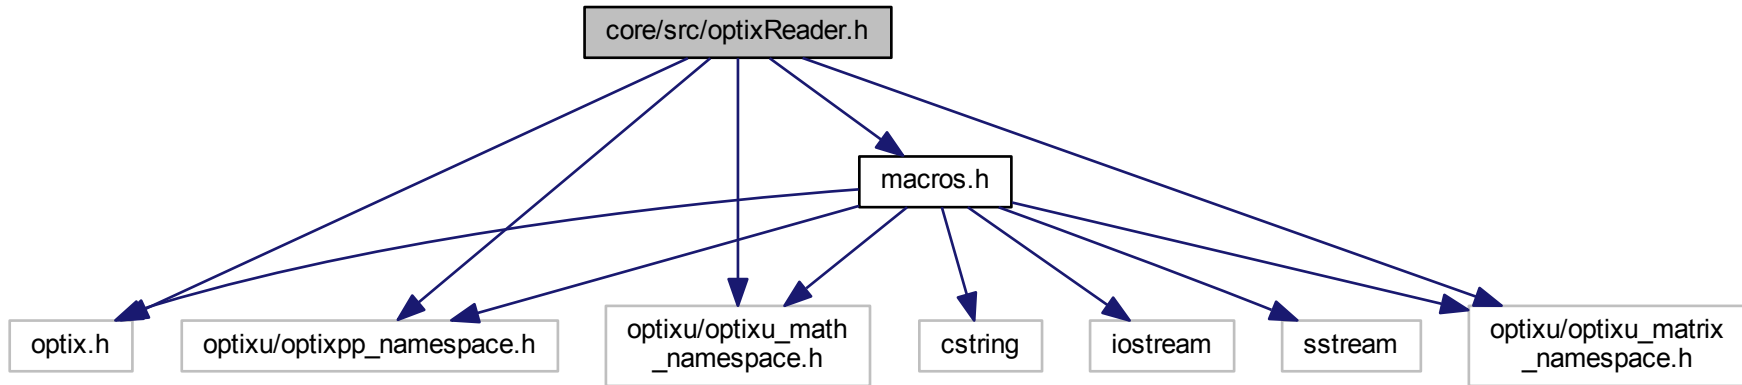 core/src/optixReader.h
macros.h
optix.h
optixu/optixpp_namespace.h
optixu/optixu_math
_namespace.h
cstring
iostream
sstream
optixu/optixu_matrix
_namespace.h